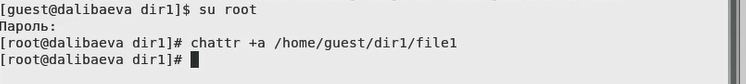 [guest@dalibaeva dir1]$ su root
Пароль:
[root@dalibaeva dir1]# chattr +a /home/guest/dir1/file1
[root@dalibaeva dir1]#